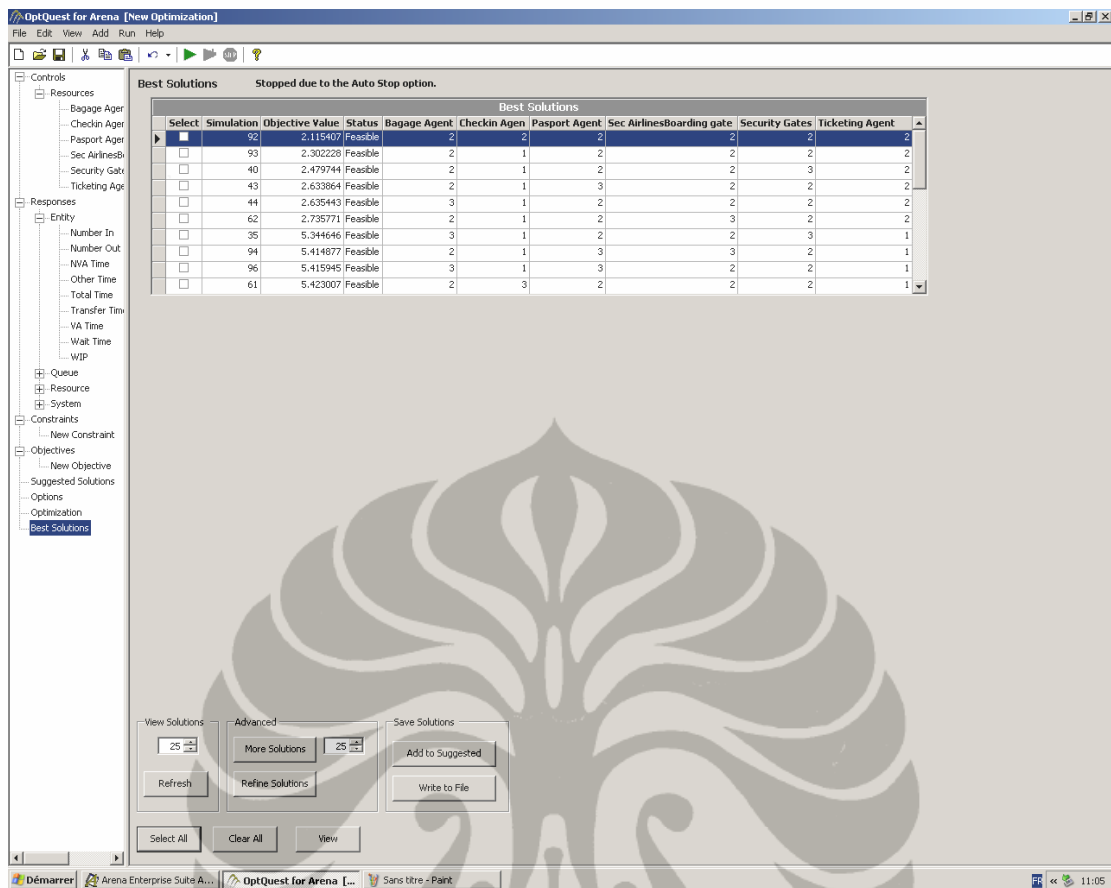 OptQuest for Arena [New Optimization]
File Edit View Add Run Help
Controls
Resources
Bagage Ager
Checkin Ager
Pasport Ager
Sec AirlinesB
Security Gate
Ticketing Age
Responses
Entity
Number In
Number Out
NVA Time
Other Time
Total Time
Transfer Tim
VA Time
Wait Time
WIP
Queue
Resource
System
Constraints
New Constraint
Objectives
New Objective
Suggested Solutions
Options
Optimization
Best Solutions
Best Solutions Stopped due to the Auto Stop option.
Best Solutions
Select Simulation Objective Value Status Bagage Agent Checkin Agen Pasport Agent Sec AirlinesBoarding gate Security Gates Ticketing Agent
92 2.115407 Feasible 2 2 2 2 2 2
93 2.302228 Feasible 2 1 2 2 2 2
40 2.479744 Feasible 2 1 2 2 3 2
43 2.633864 Feasible 2 1 3 2 2 2
44 2.635443 Feasible 3 1 2 2 2 2
62 2.735771 Feasible 2 1 2 3 2 2
35 5.344646 Feasible 3 1 2 2 3 1
94 5.414877 Feasible 2 1 3 3 2 1
96 5.415945 Feasible 3 1 3 2 2 1
61 5.423007 Feasible 2 3 2 2 2 1
View Solutions
25
Refresh
Advanced
More Solutions 25
Refine Solutions
Save Solutions
Add to Suggested
Write to File
Select All Clear All View
Démarrer Arena Enterprise Suite A... OptQuest for Arena [... Sans titre - Paint FR « 11:05